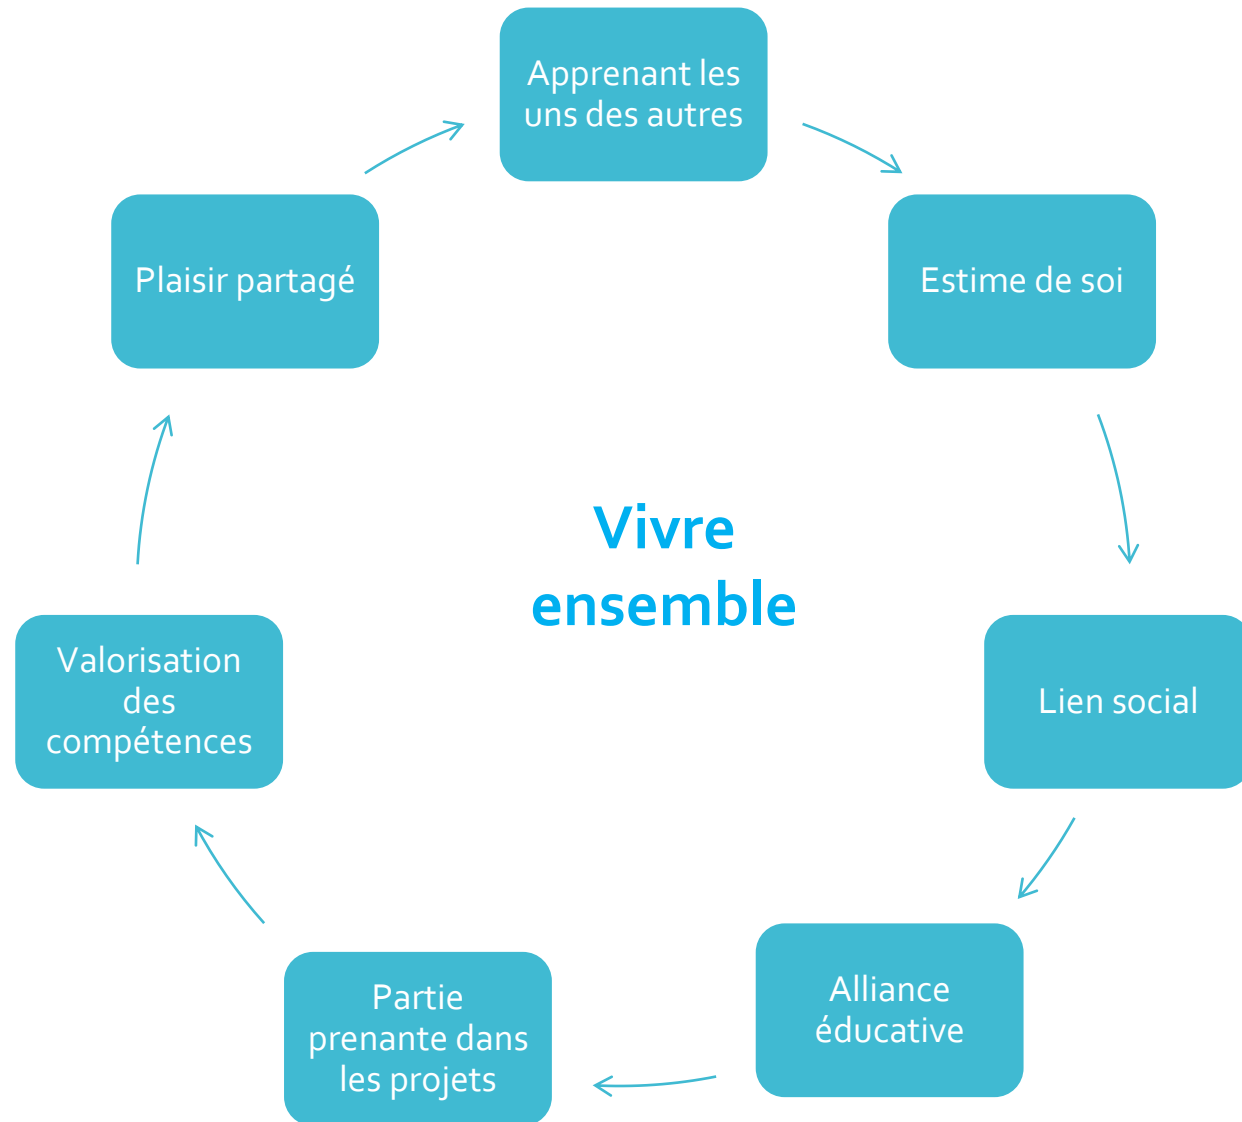 Apprenant les
uns des autres
Plaisir partagé
Estime de soi
Vivre
ensemble
Valorisation
des
compétences
Lien social
Partie
prenante dans
les projets
Alliance
éducative